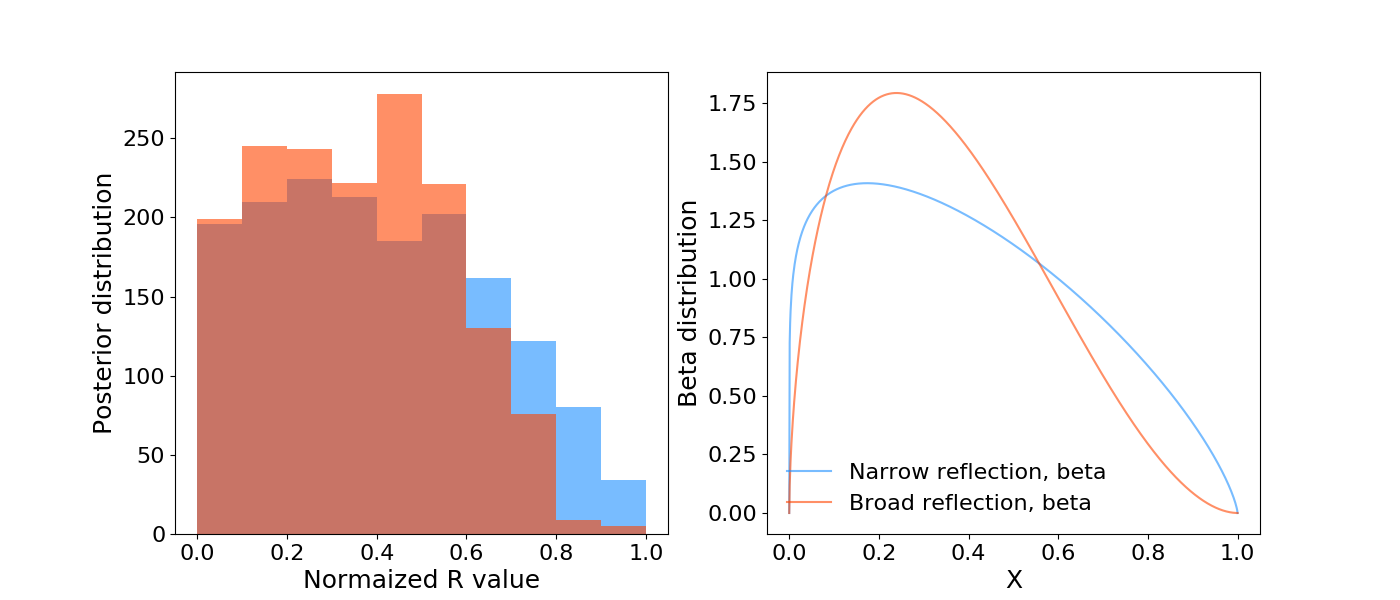 Posterior distribution
250
200
150
100
50
0
0.0 0.2 0.4 0.6 0.8 1.0
Normaized R value
Beta distribution
1.75
1.50
1.25
1.00
0.75
0.50
0.25
0.00
Narrow reflection, beta
Broad reflection, beta
0.0 0.2 0.4 0.6 0.8 1.0
X